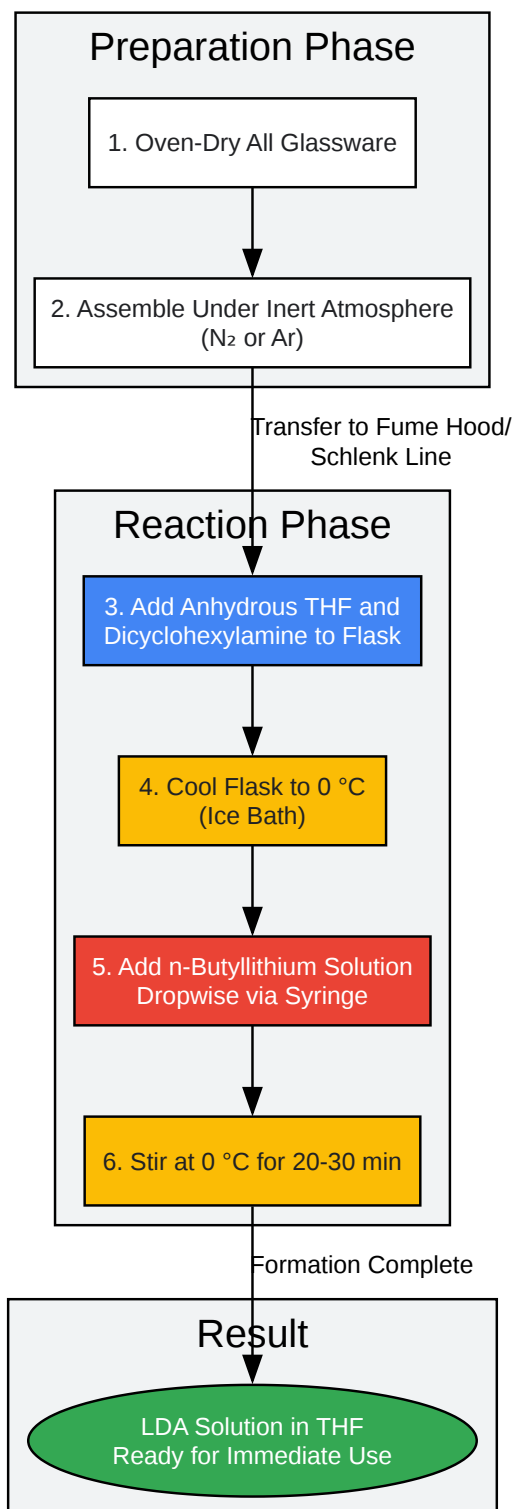 Preparation Phase
1. Oven-Dry All Glassware
2. Assemble Under Inert Atmosphere
(N₂ or Ar)
Transfer to Fume Hood/
Schlenk Line
Reaction Phase
3. Add Anhydrous THF and
Dicyclohexylamine to Flask
4. Cool Flask to 0 °C
(Ice Bath)
5. Add n-Butyllithium Solution
Dropwise via Syringe
6. Stir at 0 °C for 20-30 min
Formation Complete
Result
LDA Solution in THF
Ready for Immediate Use